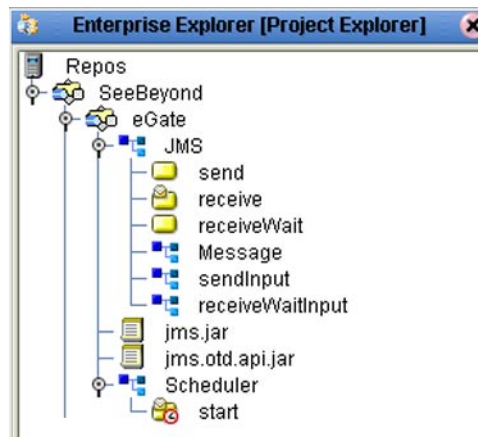 Enterprise Explorer [Project Explorer]
Repos
SeeBeyond
eGate
JMS
send
receive
receiveWait
Message
sendInput
receiveWaitInput
jms.jar
jms.otd.api.jar
Scheduler
start